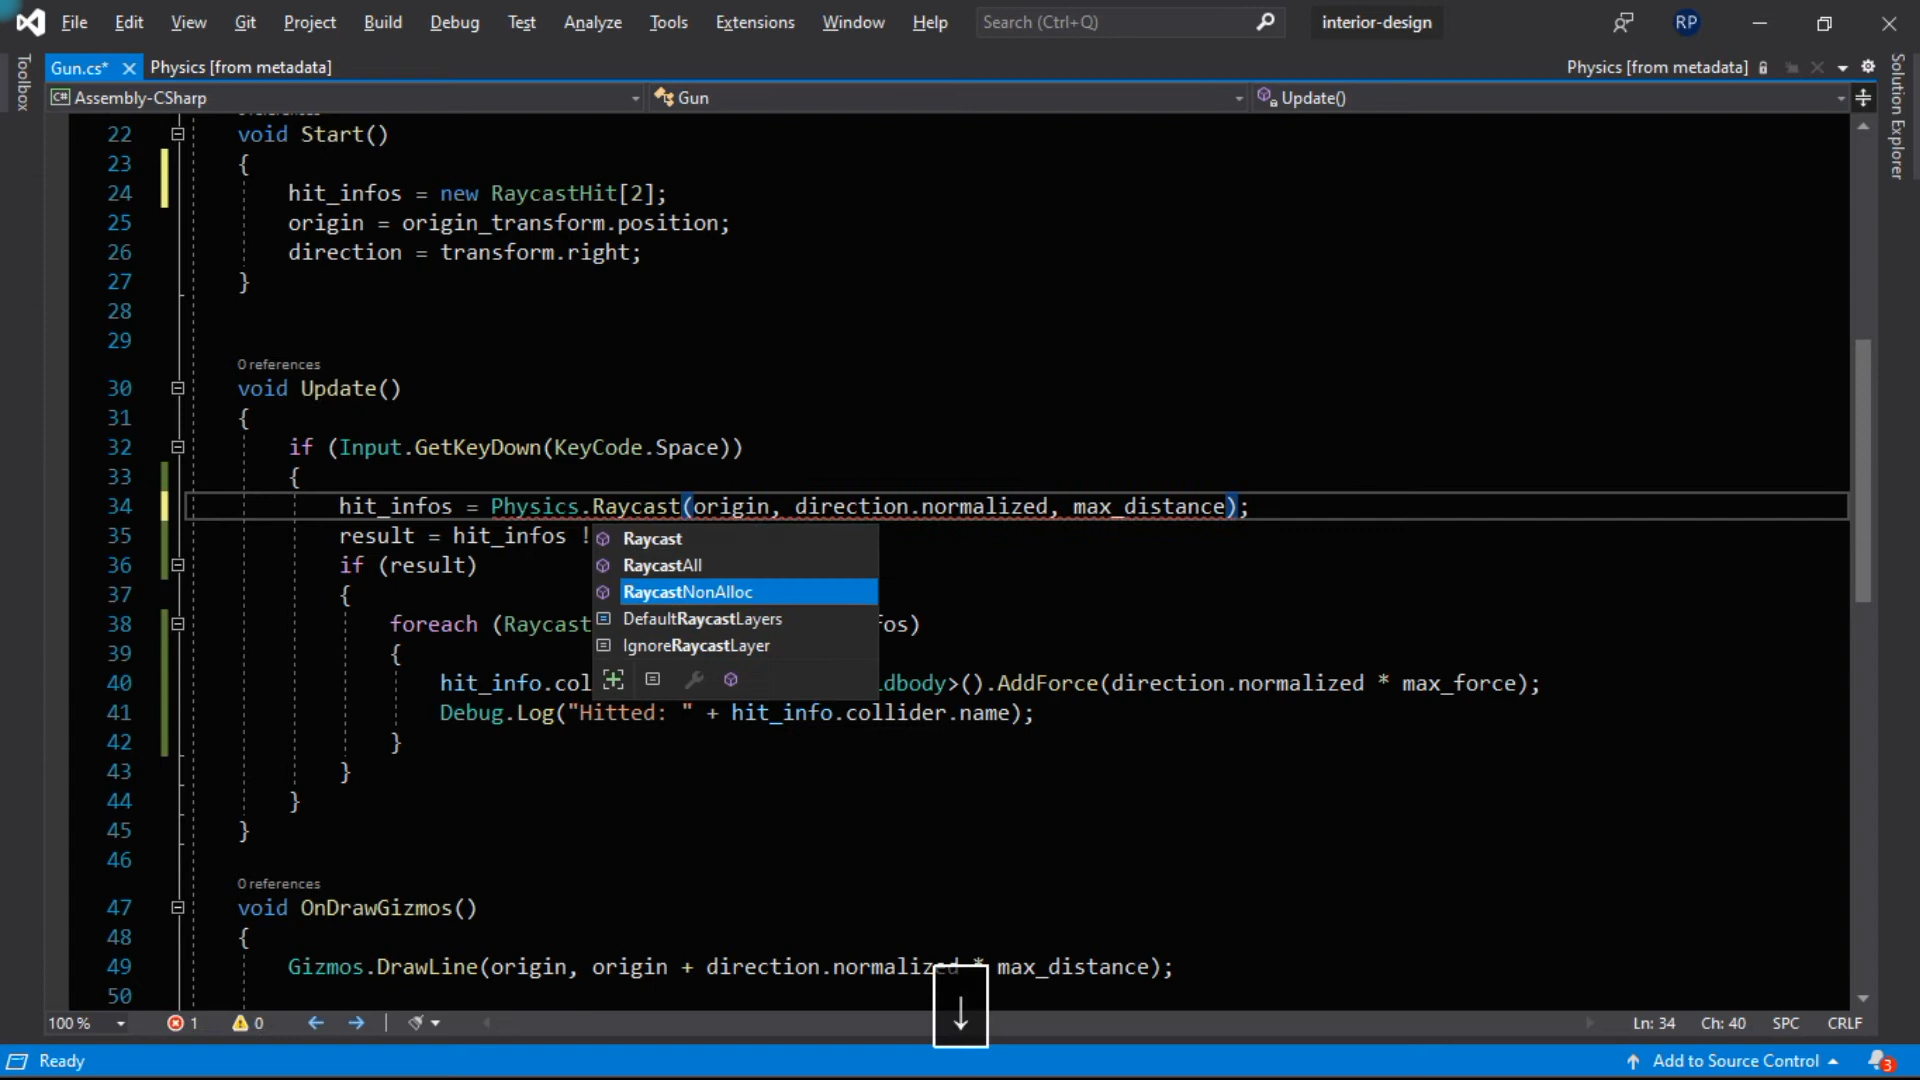 File Edit View Git Project Build Debug Test Analyze Tools Extensions Window Help Search (Ctrl+Q) interior-design RP
Toolbox
Gun.cs* Physics [from metadata] Physics [from metadata]
Solution Explorer
C# Assembly-CSharp Gun Update()
22 void Start()
23 {
24 hit_infos = new RaycastHit[2];
25 origin = origin_transform.position;
26 direction = transform.right;
27 }
28
29
0 references
30 void Update()
31 {
32 if (Input.GetKeyDown(KeyCode.Space))
33 {
34 hit_infos = Physics.Raycast(origin, direction.normalized, max_distance);
35 result = hit_infos !
Raycast
36 if (result)
RaycastAll
37 {
RaycastNonAlloc
38 foreach (Raycast os)
DefaultRaycastLayers
39 {
IgnoreRaycastLayer
40 hit_info.col dbody>().AddForce(direction.normalized * max_force);
41 Debug.Log("Hitted: " + hit_info.collider.name);
42 }
43 }
44 }
45 }
46
0 references
47 void OnDrawGizmos()
48 {
49 Gizmos.DrawLine(origin, origin + direction.normalized * max_distance);
50
↓
100 % 1 0 Ln: 34 Ch: 40 SPC CRLF
Ready Add to Source Control 3